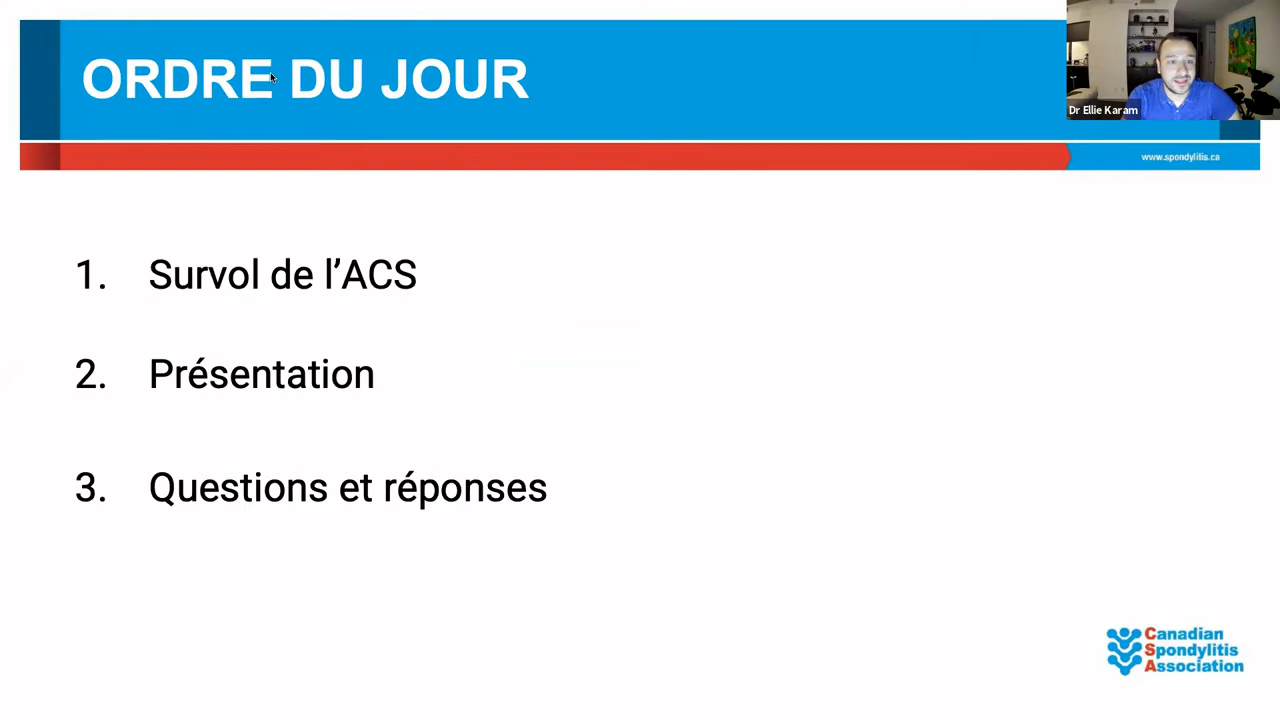 ORDRE DU JOUR
Dr Ellie Karam
www.spondylitis.ca
1. Survol de l’ACS
2. Présentation
3. Questions et réponses
Canadian
Spondylitis
Association